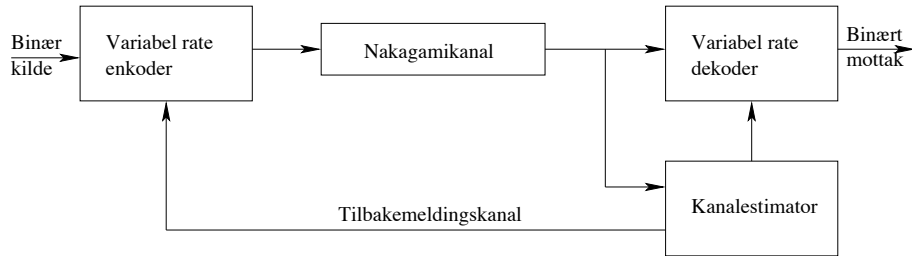 Binær
kilde
Variabel rate
enkoder
Nakagamikanal
Variabel rate
dekoder
Binært
mottak
Kanalestimator
Tilbakemeldingskanal